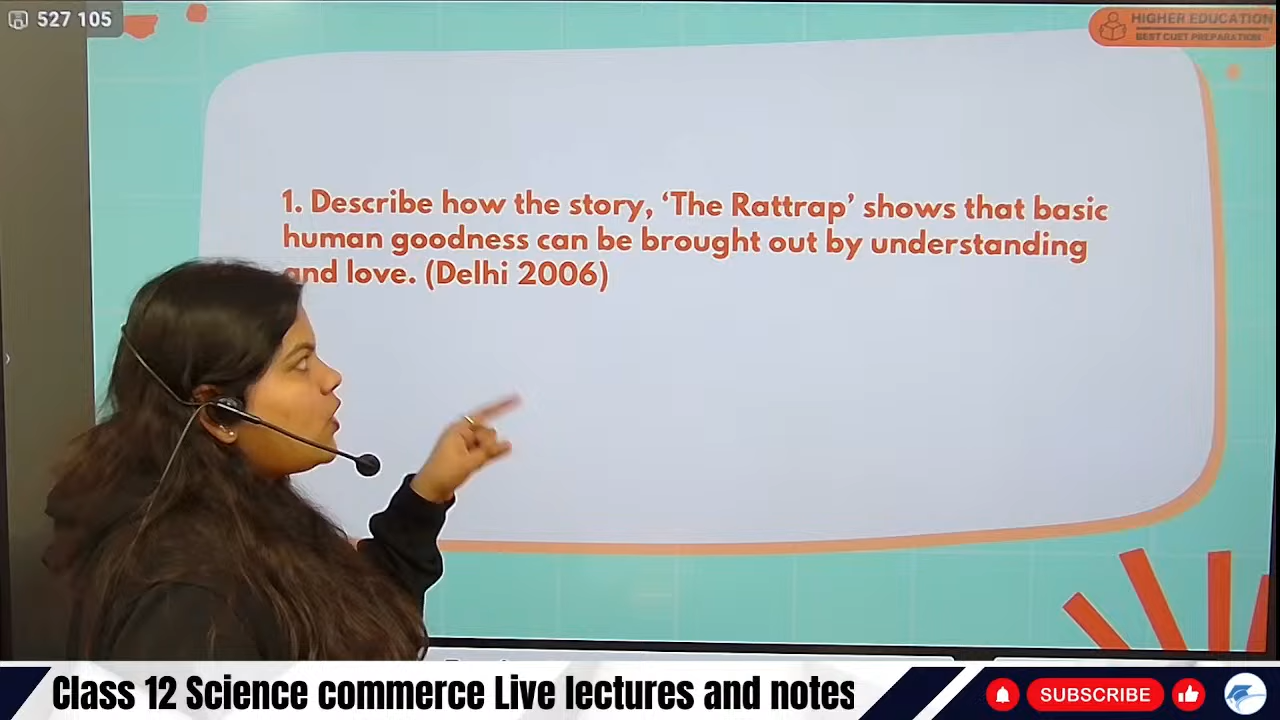 527 105
HIGHER EDUCATION
BEST CUET PREPARATION
1. Describe how the story, ‘The Rattrap’ shows that basic
human goodness can be brought out by understanding
and love. (Delhi 2006)
Class 12 Science commerce Live lectures and notes
SUBSCRIBE